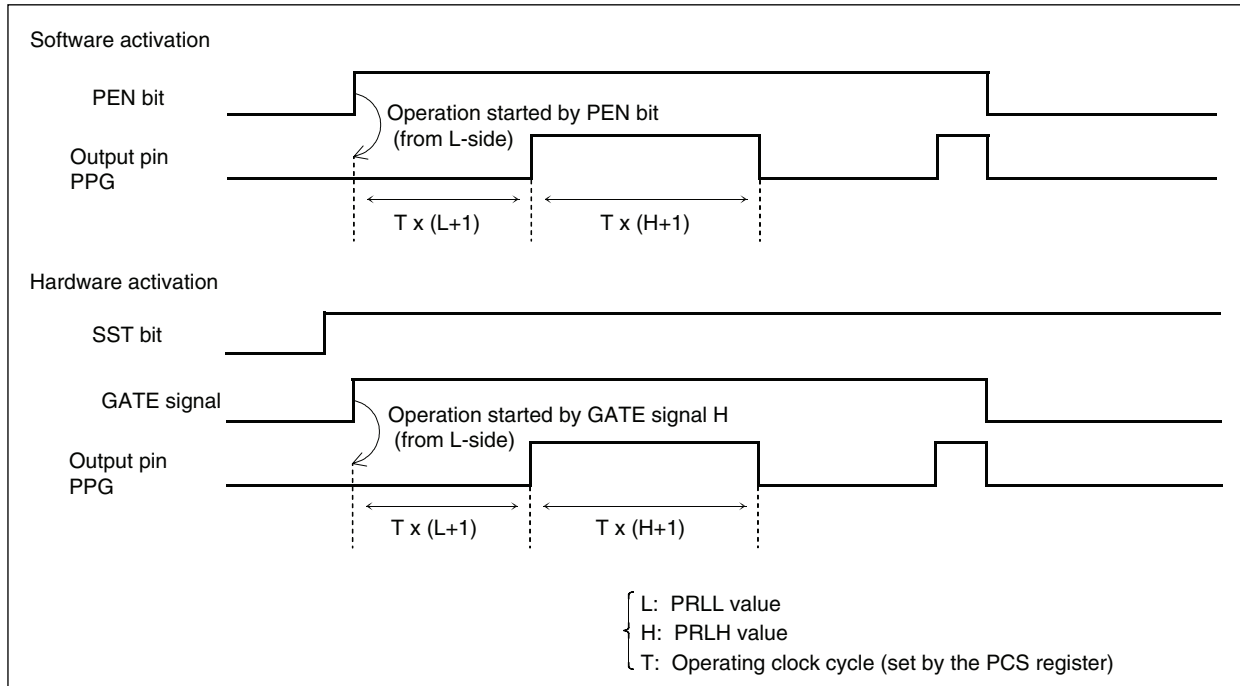 Software activation
PEN bit
Operation started by PEN bit
(from L-side)
Output pin
PPG
T x (L+1)
T x (H+1)
Hardware activation
SST bit
GATE signal
Operation started by GATE signal H
(from L-side)
Output pin
PPG
T x (L+1)
T x (H+1)
L: PRLL value
H: PRLH value
T: Operating clock cycle (set by the PCS register)